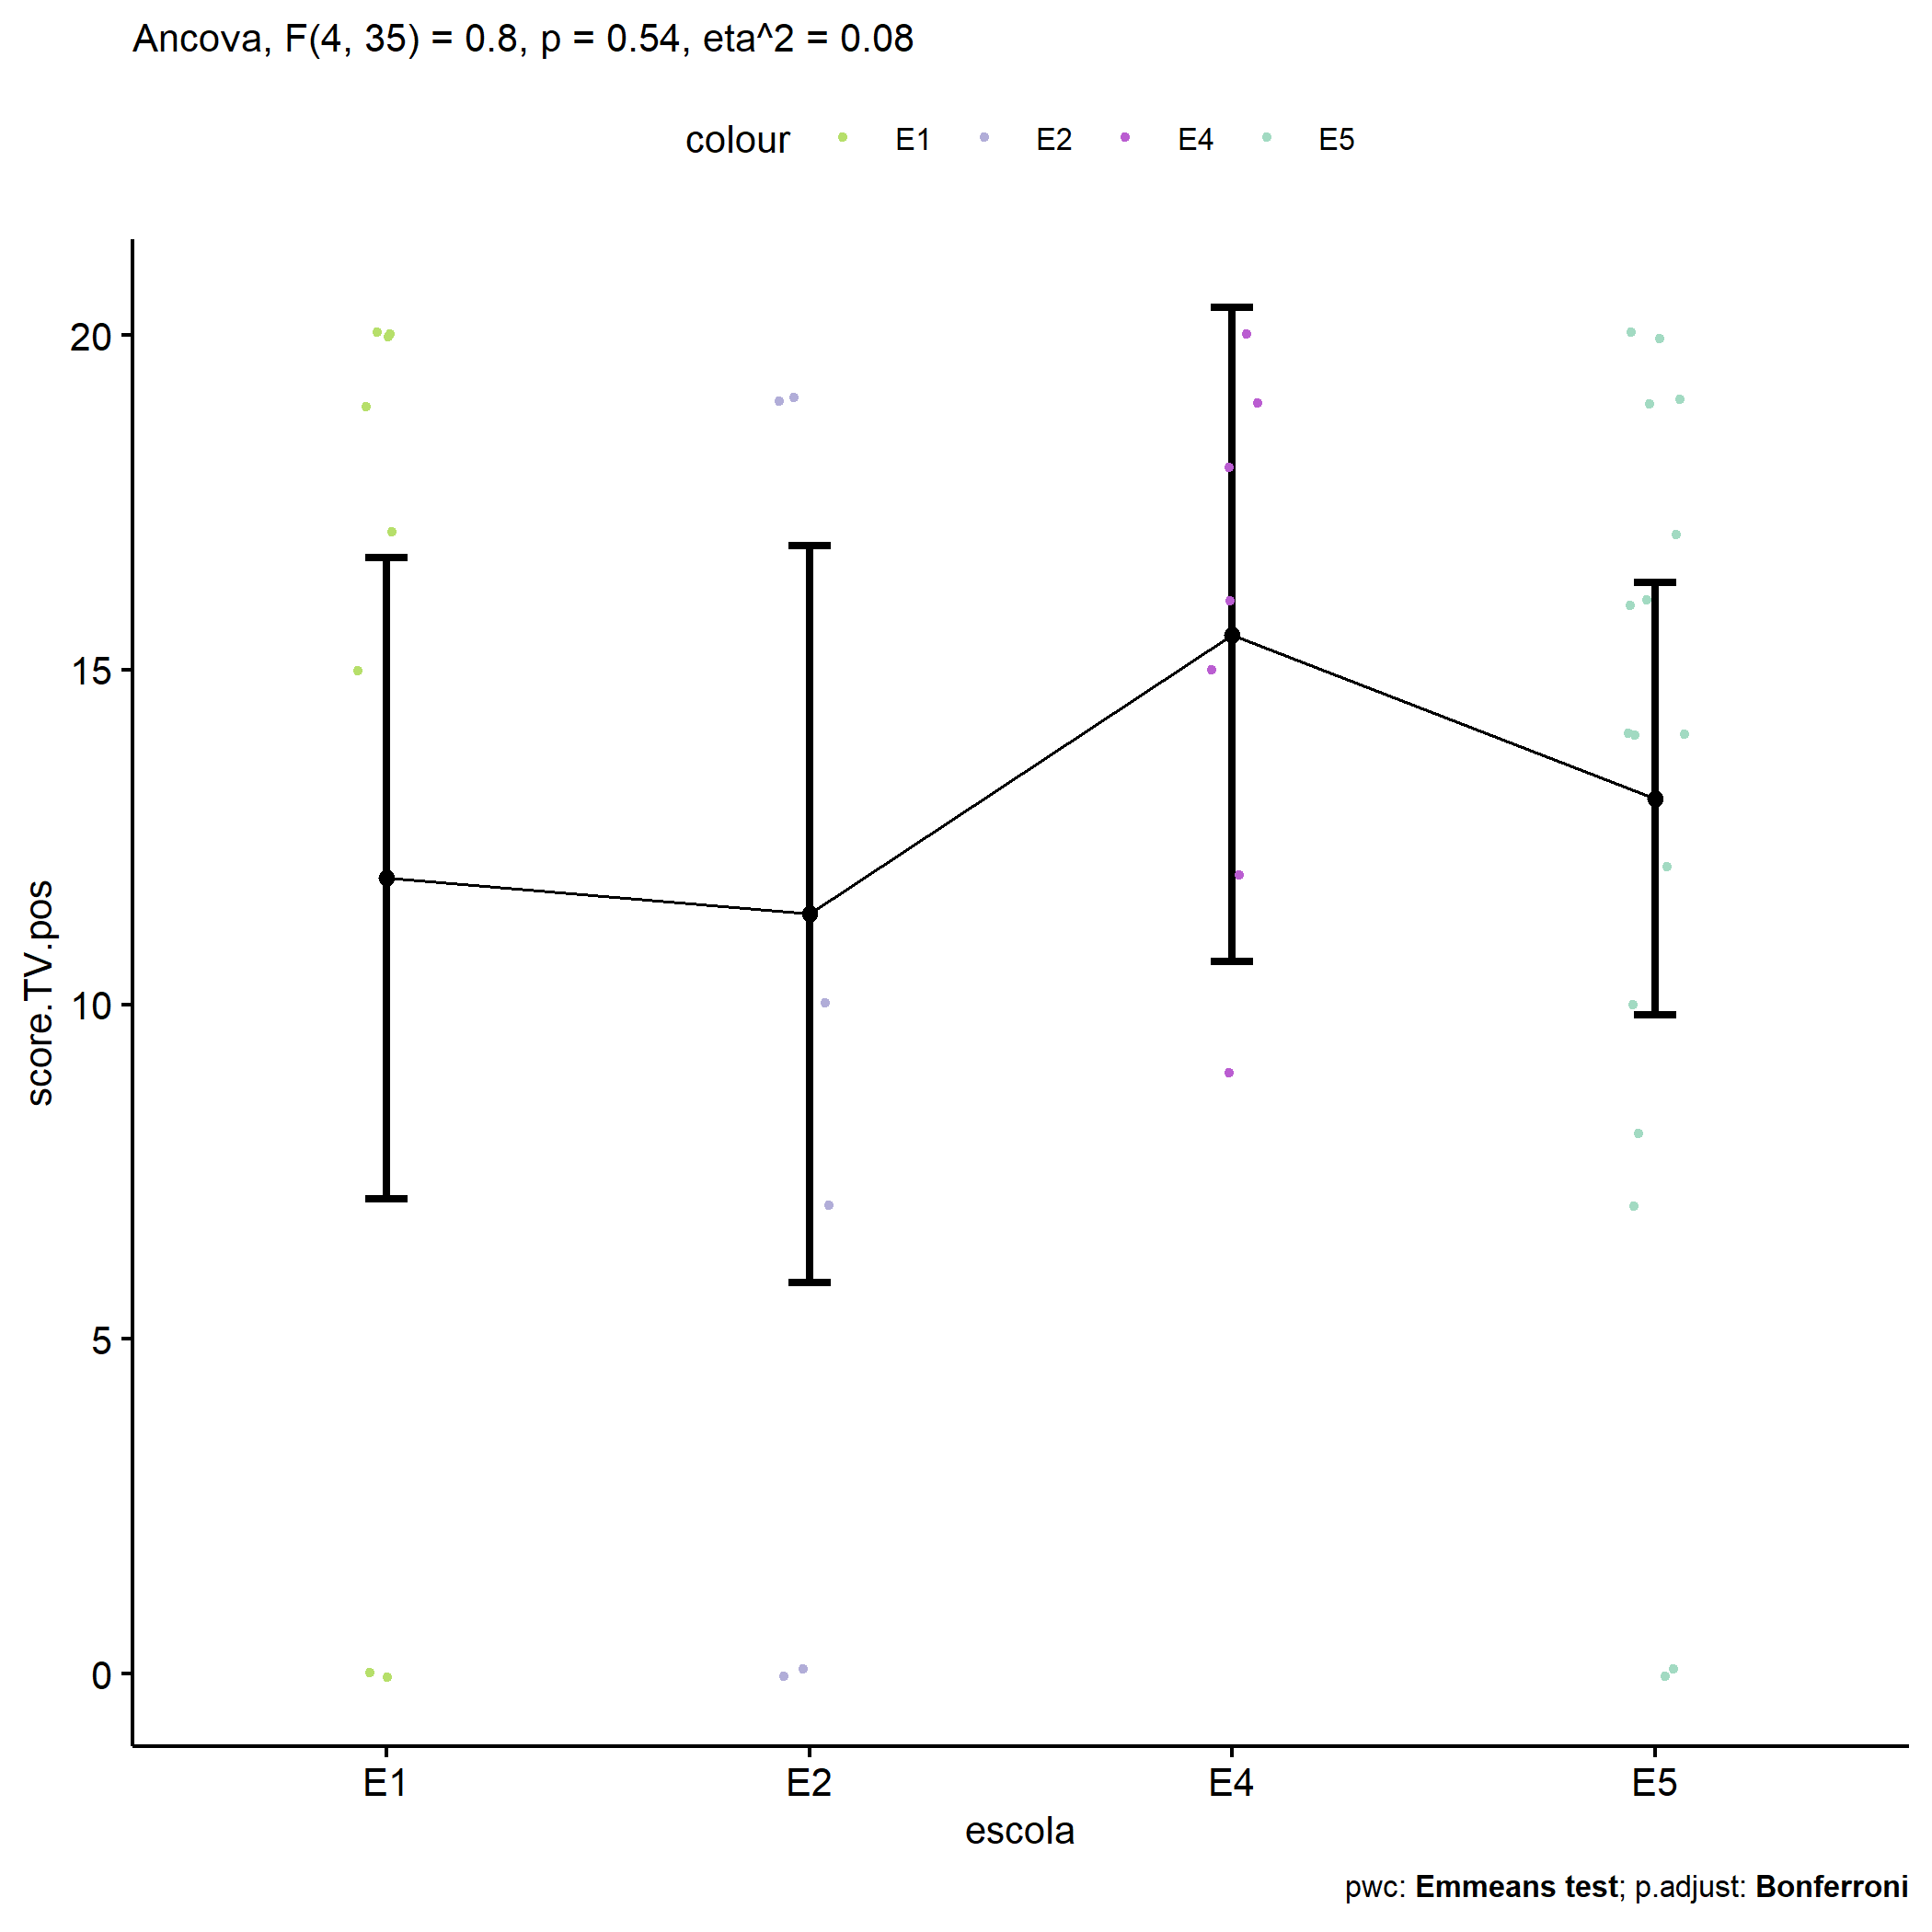 Ancova, F(4, 35) = 0.8, p = 0.54, eta^2 = 0.08
colour E1 E2 E4 E5
20
15
10
5
0
score.TV.pos
E1 E2 E4 E5
escola
pwc: Emmeans test; p.adjust: Bonferroni